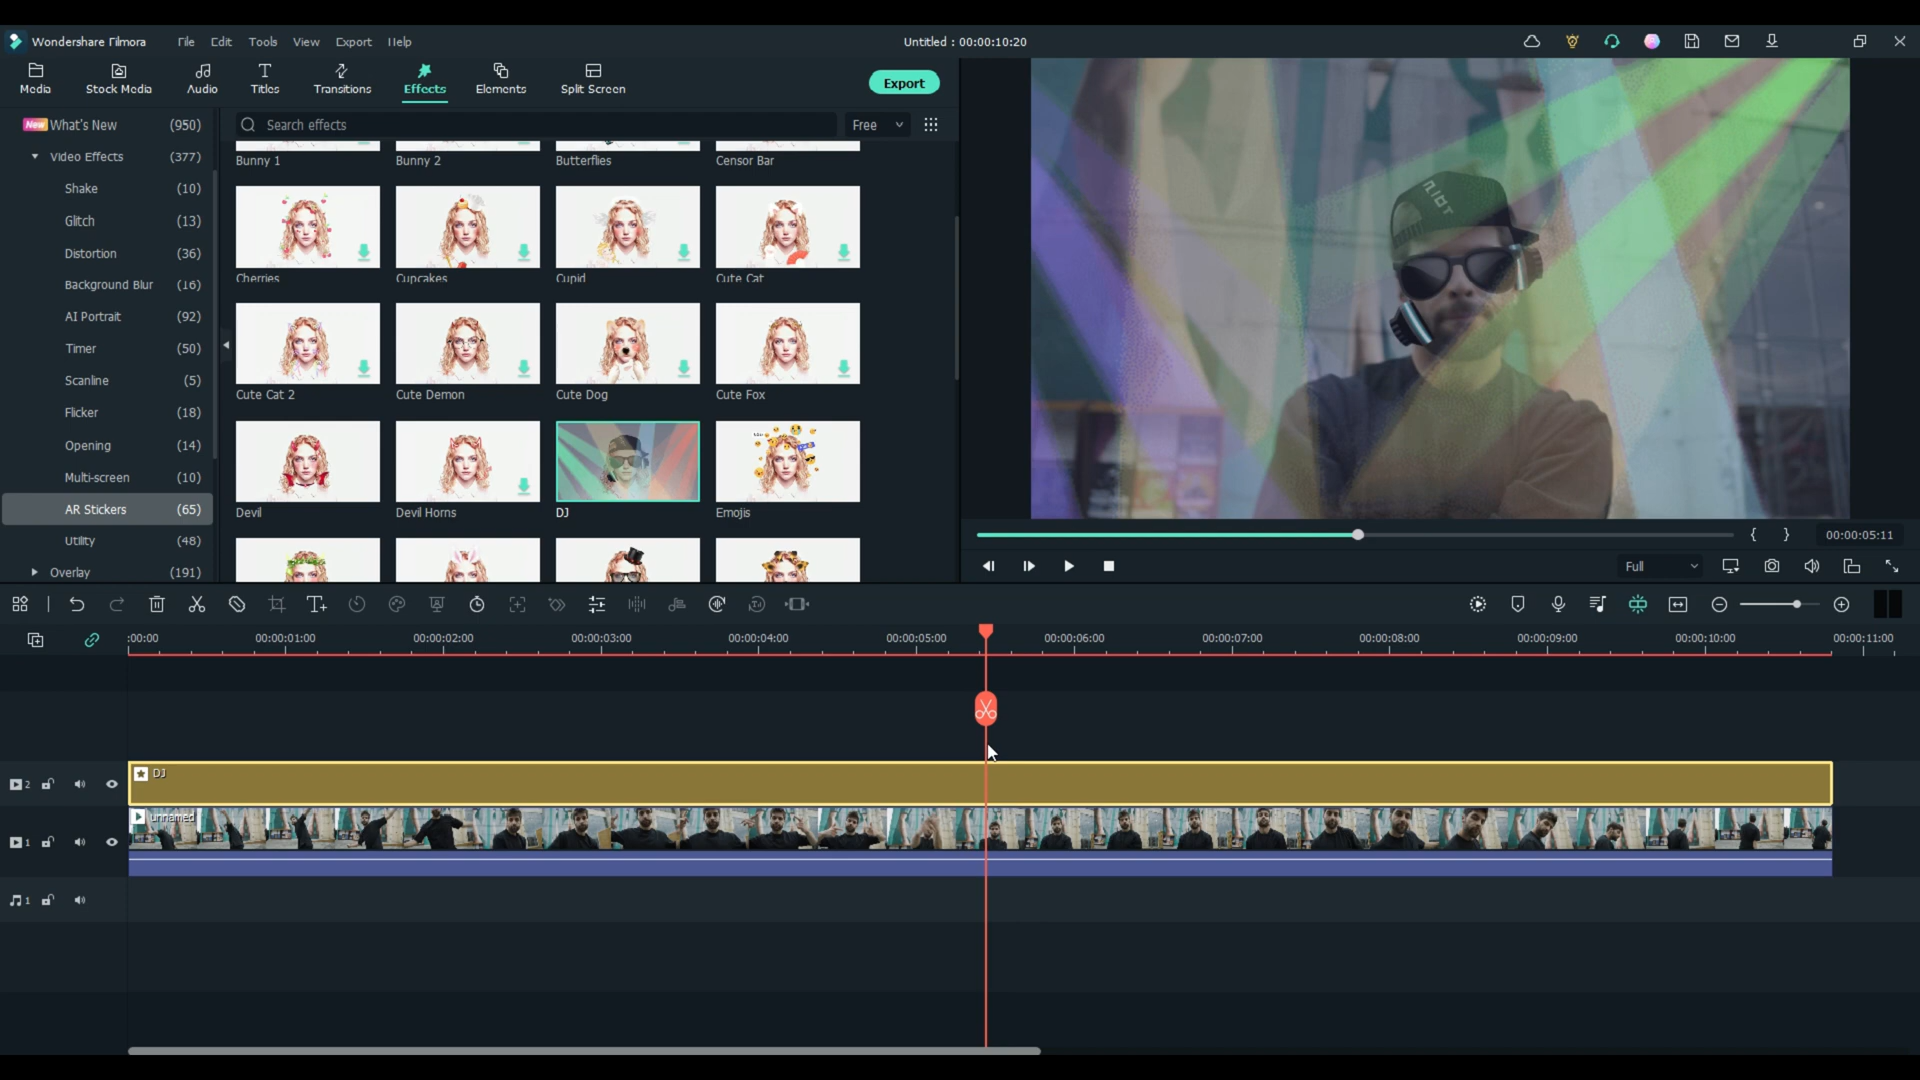 Wondershare Filmora File Edit Tools View Export Help Untitled : 00:00:10:20
Media Stock Media Audio Titles Transitions Effects Elements Split Screen Export
New What's New (950) Search effects Free
Video Effects (377) Bunny 1 Bunny 2 Butterflies Censor Bar
Shake (10)
Glitch (13)
Distortion (36)
Cherries Cupcakes Cupid Cute Cat
Background Blur (16)
AI Portrait (92)
Timer (50)
Scanline (5)
Cute Cat 2 Cute Demon Cute Dog Cute Fox
Flicker (18)
Opening (14)
Multi-screen (10)
AR Stickers (65)
Devil Devil Horns DJ Emojis
Utility (48)
00:00:05:11
Overlay (191)
Full
:00:00 00:00:01:00 00:00:02:00 00:00:03:00 00:00:04:00 00:00:05:00 00:00:06:00 00:00:07:00 00:00:08:00 00:00:09:00 00:00:10:00 00:00:11:00
DJ
2
unnamed
1
1